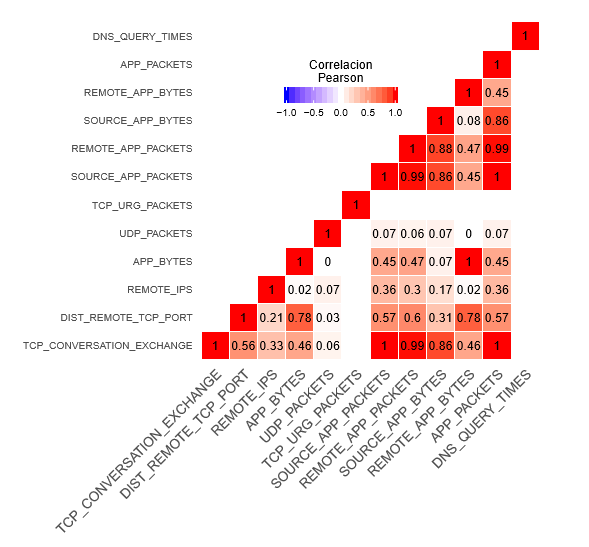 DNS_QUERY_TIMES 1
APP_PACKETS 1
Correlacion
Pearson
−1.0 −0.5 0.0 0.5 1.0
REMOTE_APP_BYTES 1 0.45
SOURCE_APP_BYTES 1 0.08 0.86
REMOTE_APP_PACKETS 1 0.88 0.47 0.99
SOURCE_APP_PACKETS 1 0.99 0.86 0.45 1
TCP_URG_PACKETS 1
UDP_PACKETS 1 0.07 0.06 0.07 0 0.07
APP_BYTES 1 0 0.45 0.47 0.07 1 0.45
REMOTE_IPS 1 0.02 0.07 0.36 0.3 0.17 0.02 0.36
DIST_REMOTE_TCP_PORT 1 0.21 0.78 0.03 0.57 0.6 0.31 0.78 0.57
TCP_CONVERSATION_EXCHANGE 1 0.56 0.33 0.46 0.06 1 0.99 0.86 0.46 1
TCP_CONVERSATION_EXCHANGE
DIST_REMOTE_TCP_PORT
REMOTE_IPS
APP_BYTES
UDP_PACKETS
TCP_URG_PACKETS
SOURCE_APP_PACKETS
REMOTE_APP_PACKETS
SOURCE_APP_BYTES
REMOTE_APP_BYTES
APP_PACKETS
DNS_QUERY_TIMES